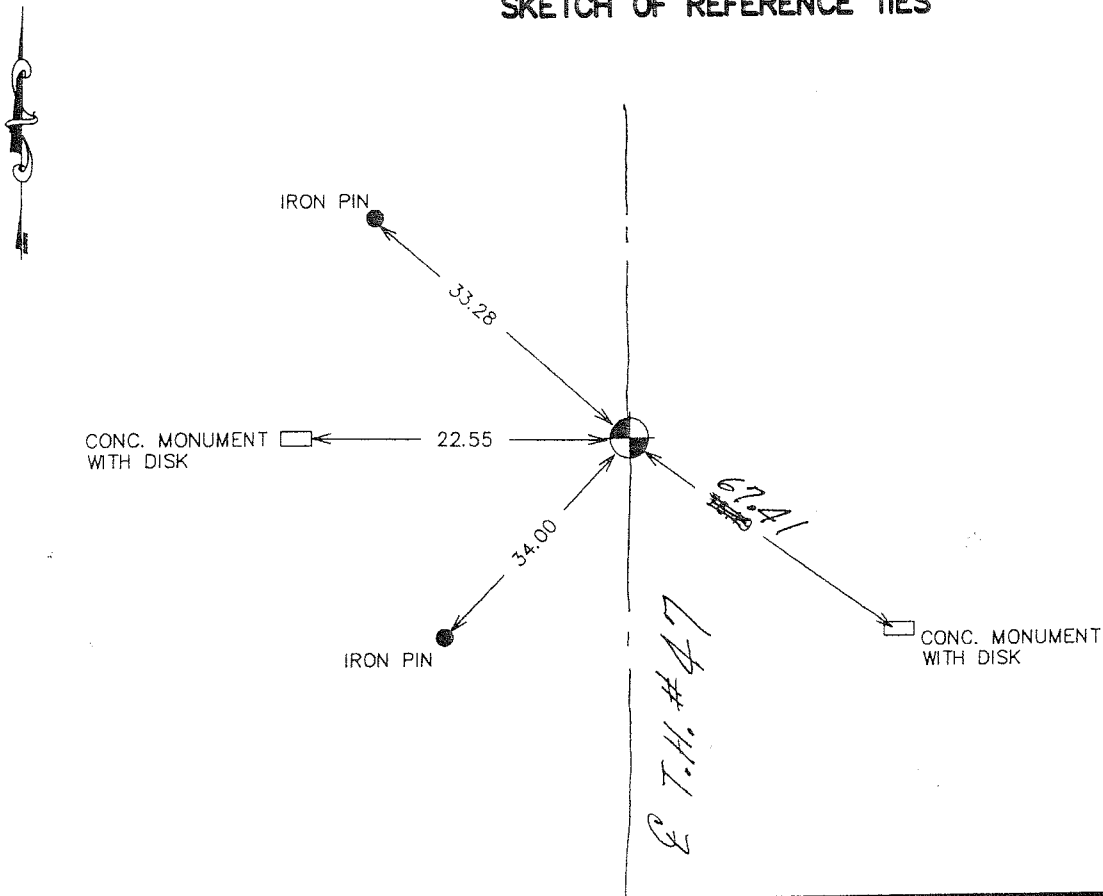 SKETCH OF REFERENCE TIES
IRON PIN
33.28
CONC. MONUMENT
WITH DISK
22.55
67.41
34.00
IRON PIN
CONC. MONUMENT
WITH DISK
℄ T.H. #47